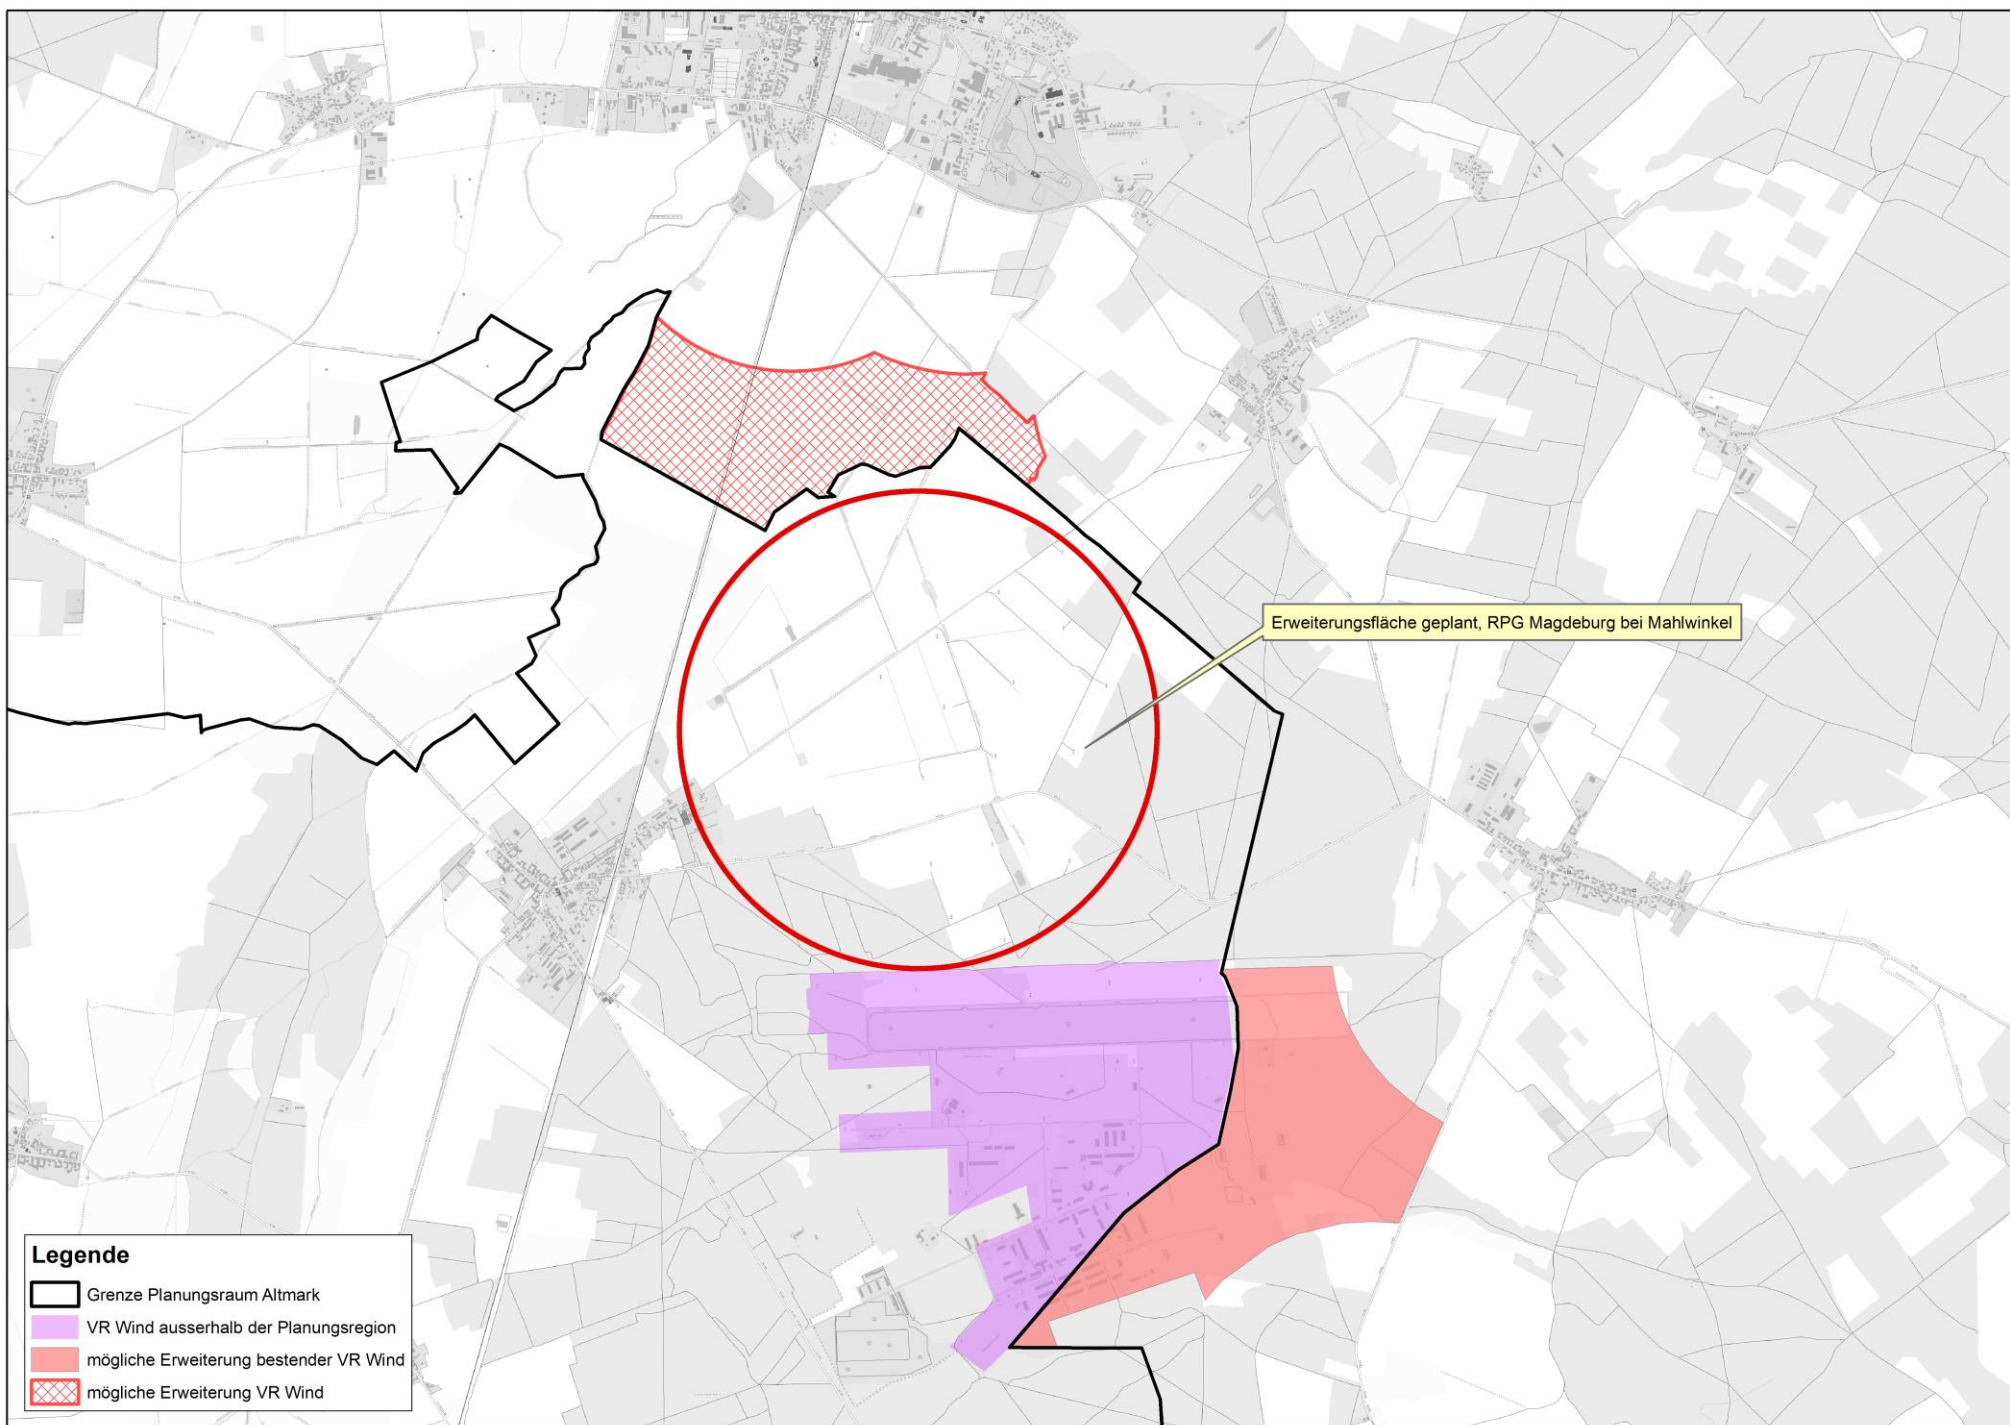 Erweiterungsfläche geplant, RPG Magdeburg bei Mahlwinkel
Legende
Grenze Planungsraum Altmark
VR Wind ausserhalb der Planungsregion
mögliche Erweiterung bestender VR Wind
mögliche Erweiterung VR Wind